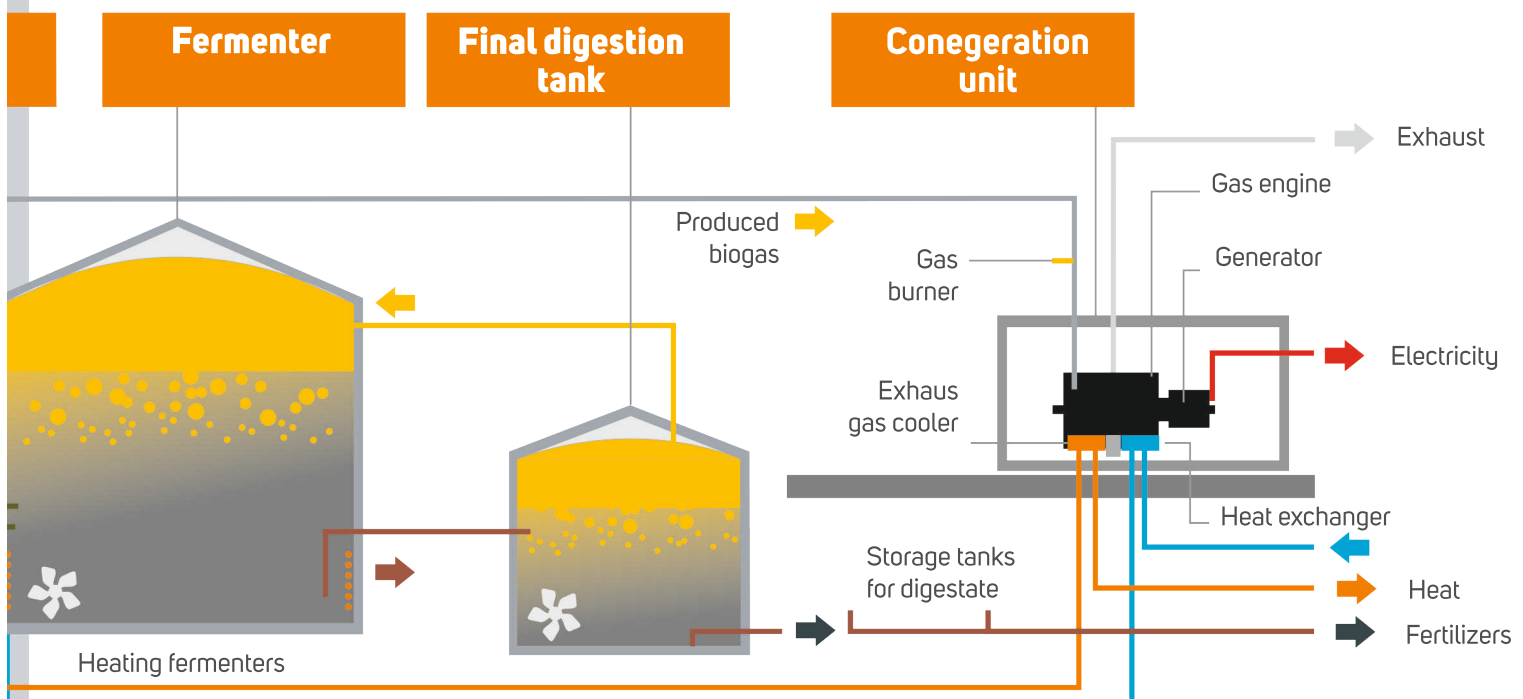 Fermenter
Final digestion
tank
Conegeration
unit
Exhaust
Gas engine
Produced
biogas
Gas
burner
Generator
Electricity
Exhaus
gas cooler
Heat exchanger
Storage tanks
for digestate
Heat
Fertilizers
Heating fermenters